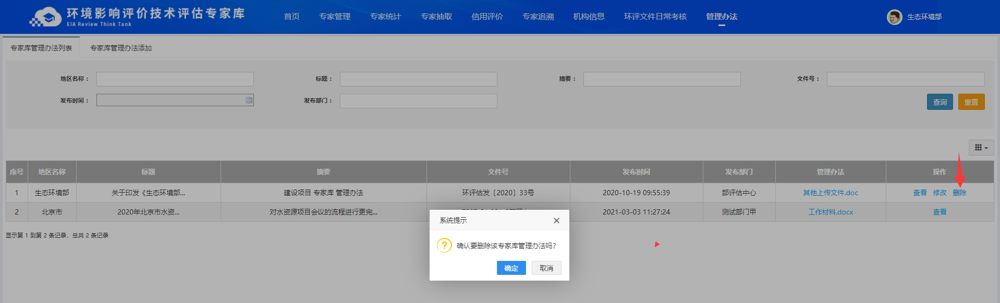 环境影响评价技术评估专家库
EIA Review Think Tank
首页 专家管理 专家统计 专家抽取 信用评价 专家追溯 机构信息 环评文件日常考核 管理办法
生态环境部
专家库管理办法列表 专家库管理办法添加
地区名称： 标题： 摘要： 文件号：
发布时间： 发布部门： 查询 重置
序号 地区名称 标题 摘要 文件号 发布时间 发布部门 管理办法 操作
1 生态环境部 关于印发《生态环境部... 建设项目 专家库 管理办法 环评估发〔2020〕33号 2020-10-19 09:55:39 部评估中心 其他上传文件.doc 查看 修改 删除
2 北京市 2020年北京市水资... 对水资源项目会议的流程进行更完... 2021-03-03 11:27:24 测试部门甲 工作材料.docx 查看
显示第 1 到第 2 条记录，总共 2 条记录
系统提示
确认要删除该专家库管理办法吗？
确定 取消